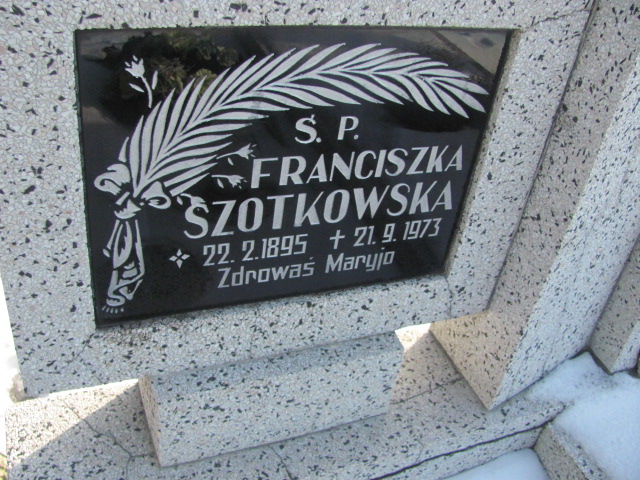 Ś. P.
FRANCISZKA
SZOTKOWSKA
22. 2. 1895 + 21. 9. 1973
Zdrowaś Maryjo